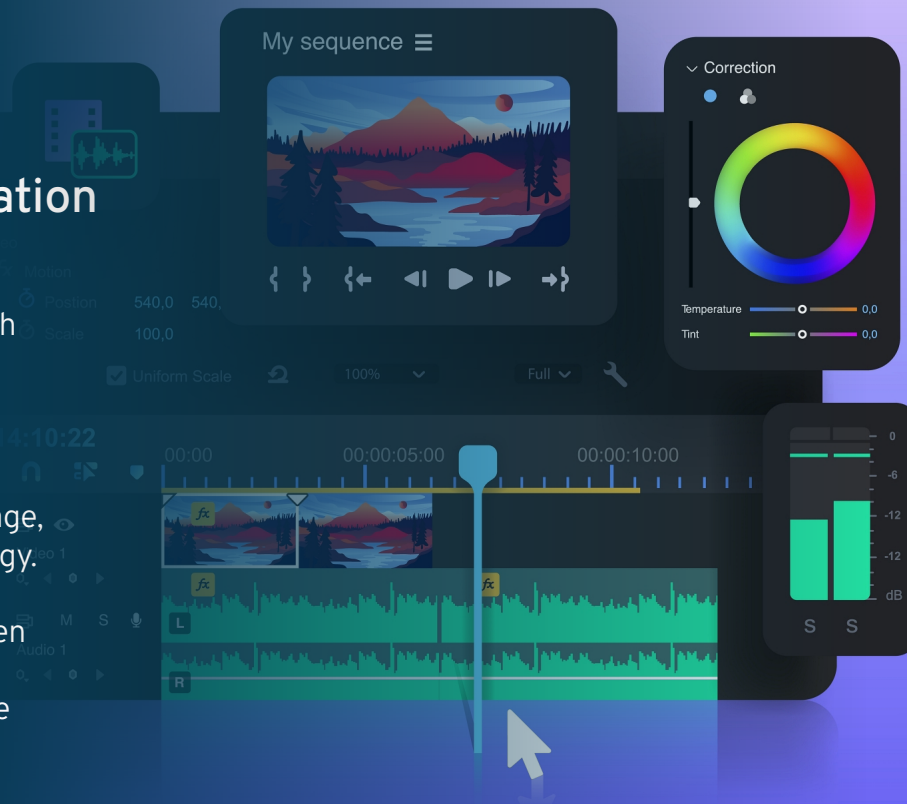 My sequence
Correction
ation
Motion
Postion 540,0 540,
h
Scale 100,0
Temperature 0,0
Tint 0,0
Uniform Scale 100% Full
4:10:22
00:00 00:00:05:00 00:00:10:00
0
-6
-12
-12
dB
S S
fx
nge,
gy.
Video 1
fx fx
M S
L
en
Audio 1
R
e